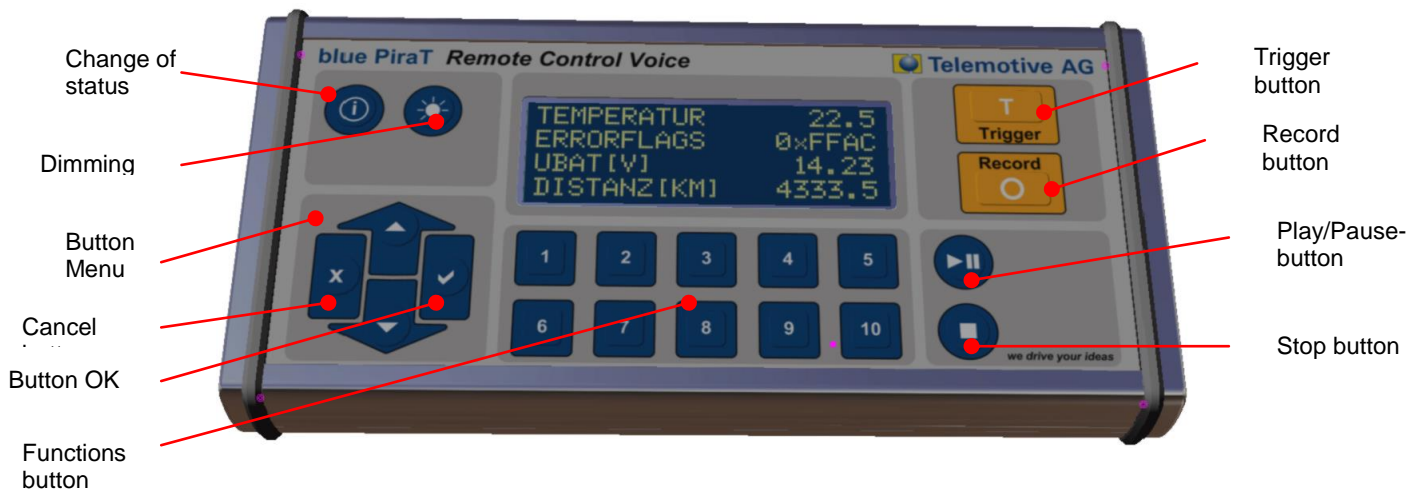 Change of
status
Dimming
Button
Menu
Cancel
Button OK
Functions
button
blue PiraT Remote Control Voice
Telemotive AG
i
TEMPERATUR 22.5
ERRORFLAGS 0xFFAC
UBAT[V] 14.23
DISTANZ[KM] 4333.5
T
Trigger
Record
X
1 2 3 4 5
6 7 8 9 10
we drive your ideas
Trigger
button
Record
button
Play/Pause-
button
Stop button